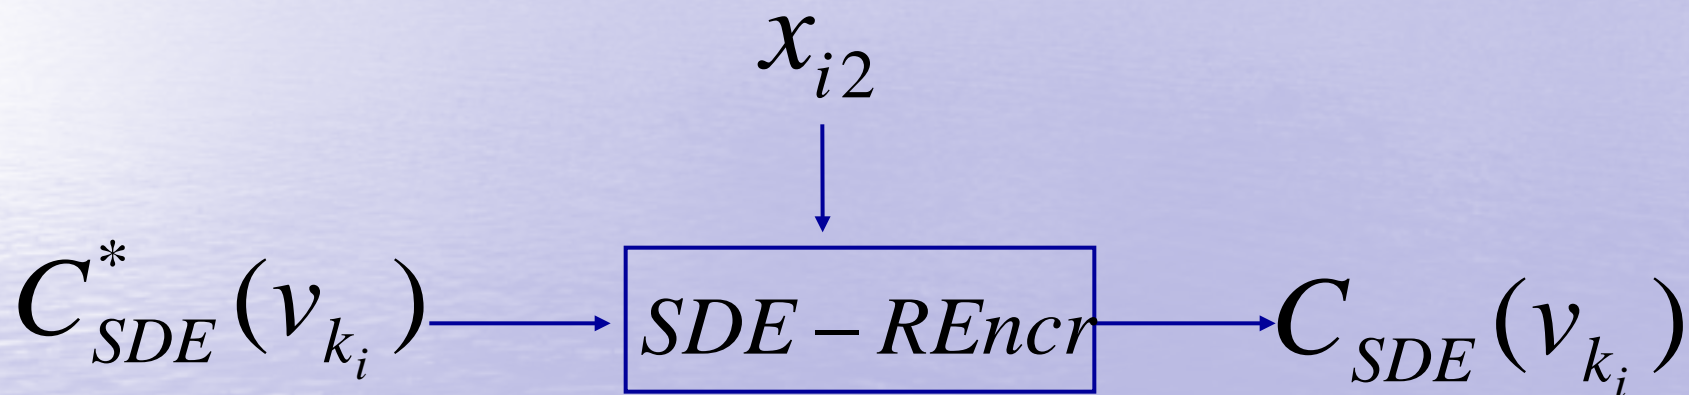 x_{i2}
C^*_{SDE}(v_{k_i}) SDE – REncr C_{SDE}(v_{k_i})